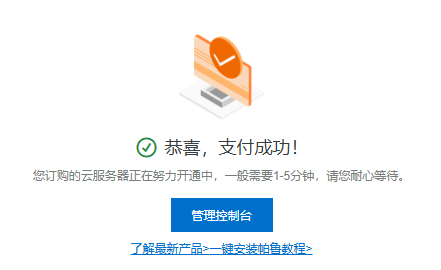 恭喜，支付成功！
您订购的云服务器正在努力开通中，一般需要1-5分钟，请您耐心等待。
管理控制台
了解最新产品>一键安装帕鲁教程>